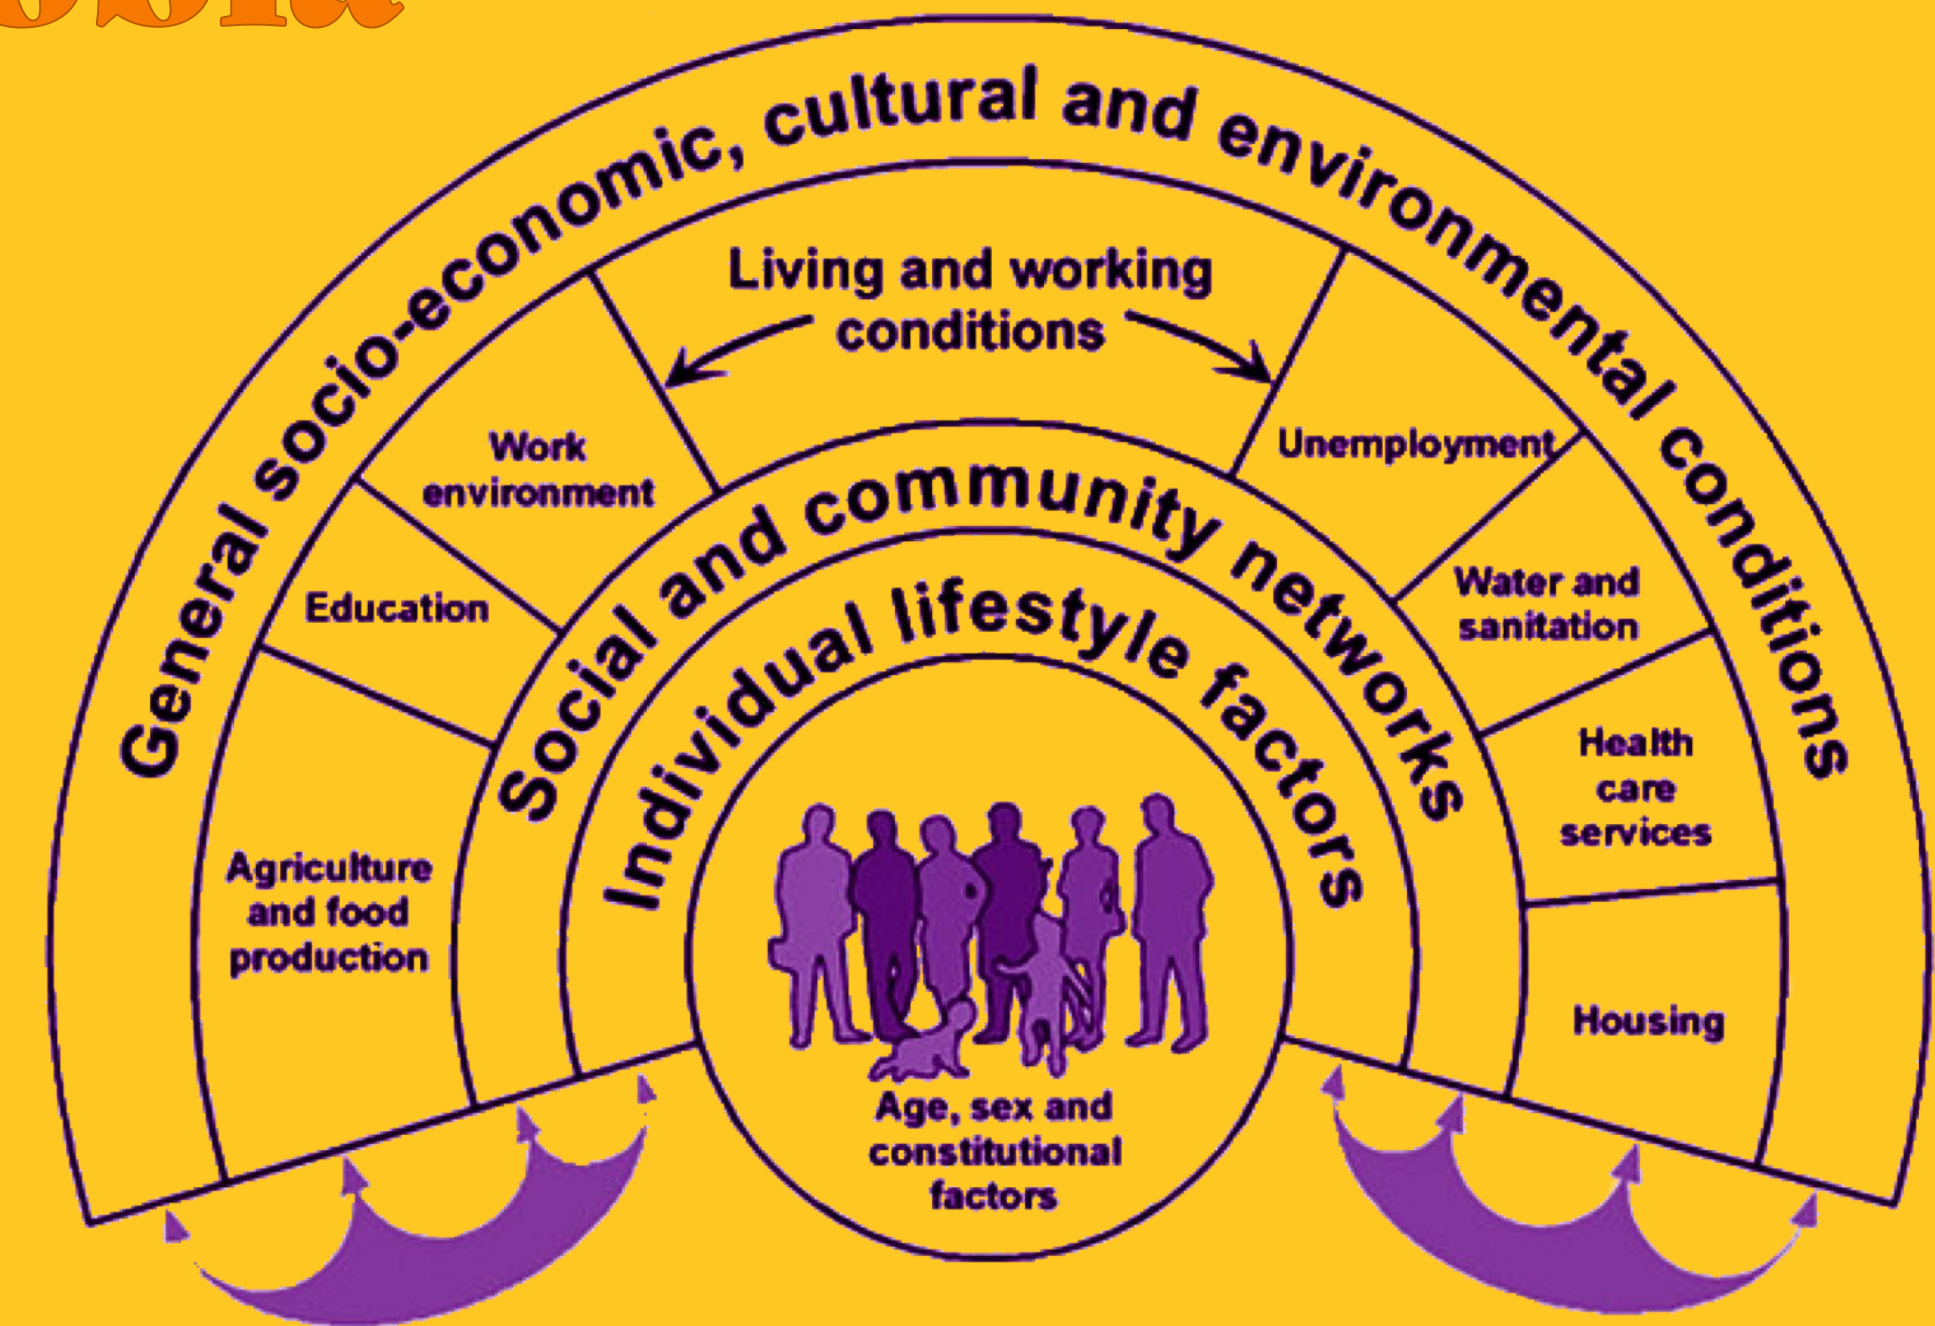 General socio-economic, cultural and environmental conditions
Living and working
conditions
Work
environment
Unemployment
Education
Water and
sanitation
Agriculture
and food
production
Health
care
services
Housing
Social and community networks
Individual lifestyle factors
Age, sex and
constitutional
factors